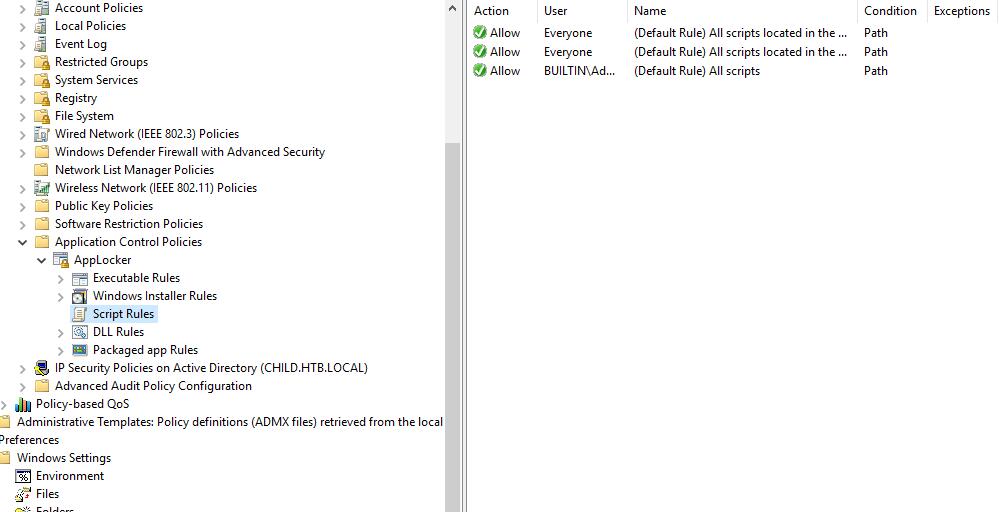 Account Policies
Local Policies
Event Log
Restricted Groups
System Services
Registry
File System
Wired Network (IEEE 802.3) Policies
Windows Defender Firewall with Advanced Security
Network List Manager Policies
Wireless Network (IEEE 802.11) Policies
Public Key Policies
Software Restriction Policies
Application Control Policies
AppLocker
Executable Rules
Windows Installer Rules
Script Rules
DLL Rules
Packaged app Rules
IP Security Policies on Active Directory (CHILD.HTB.LOCAL)
Advanced Audit Policy Configuration
Policy-based QoS
Administrative Templates: Policy definitions (ADMX files) retrieved from the local
Preferences
Windows Settings
Environment
Files
Folders
Action User Name Condition Exceptions
Allow Everyone (Default Rule) All scripts located in the ... Path
Allow Everyone (Default Rule) All scripts located in the ... Path
Allow BUILTIN\Ad... (Default Rule) All scripts Path